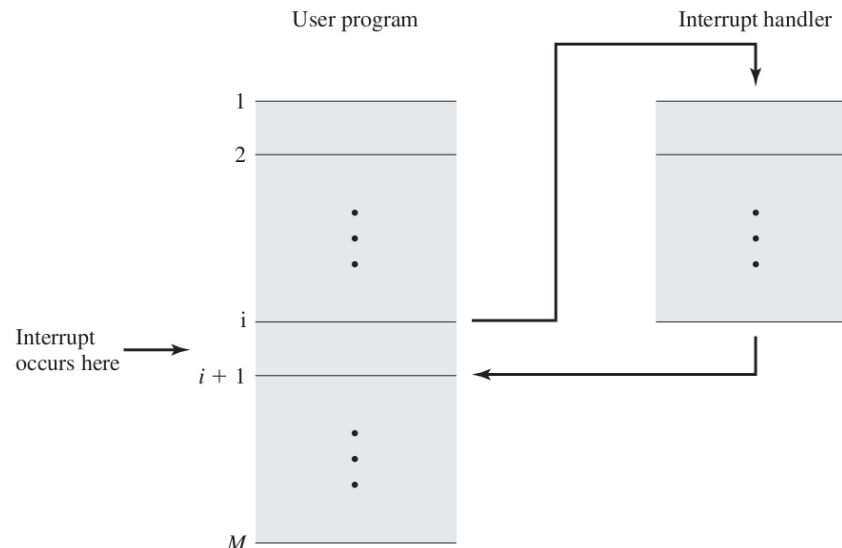 User program
Interrupt handler
1
2
i
Interrupt
occurs here
i + 1
M